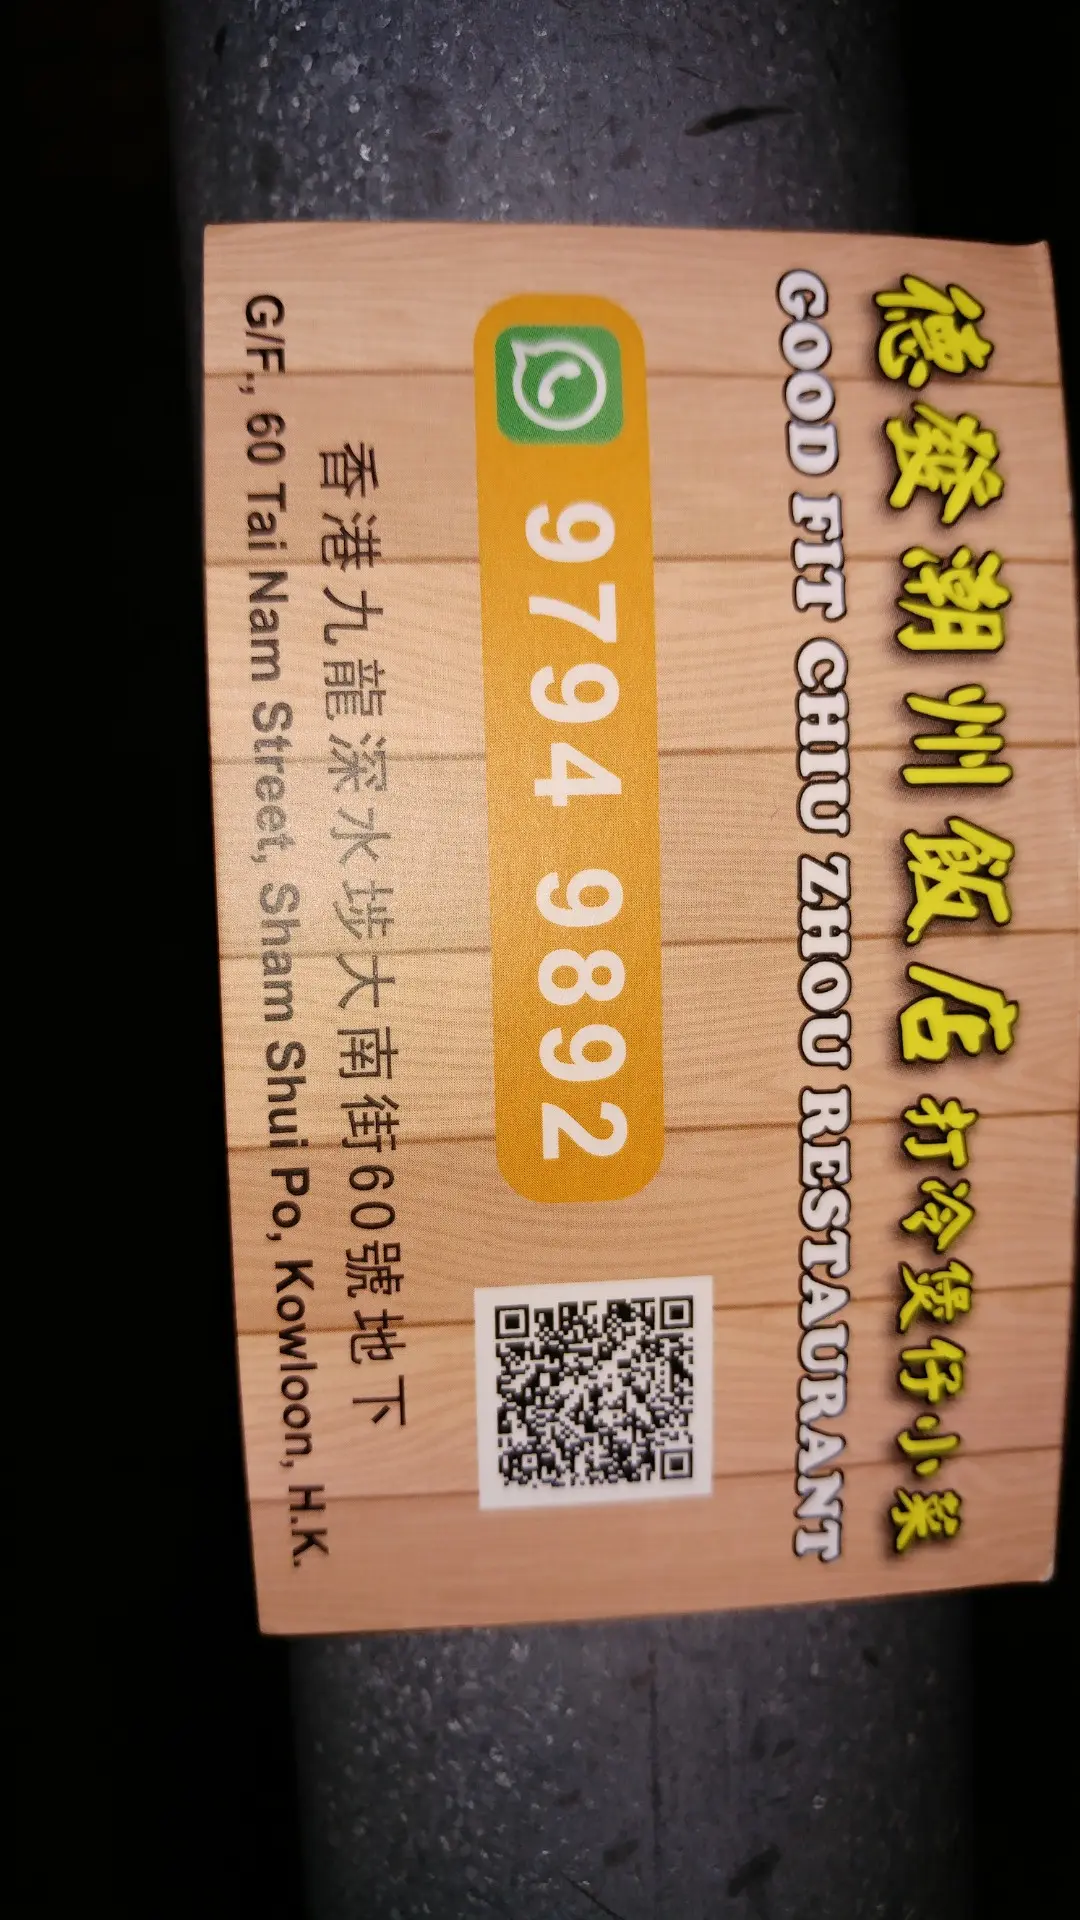 德發潮州飯店 打冷煲仔小菜
GOOD FIT CHIU ZHOU RESTAURANT
9794 9892
香港九龍深水埗大南街60號地下
G/F., 60 Tai Nam Street, Sham Shui Po, Kowloon, H.K.